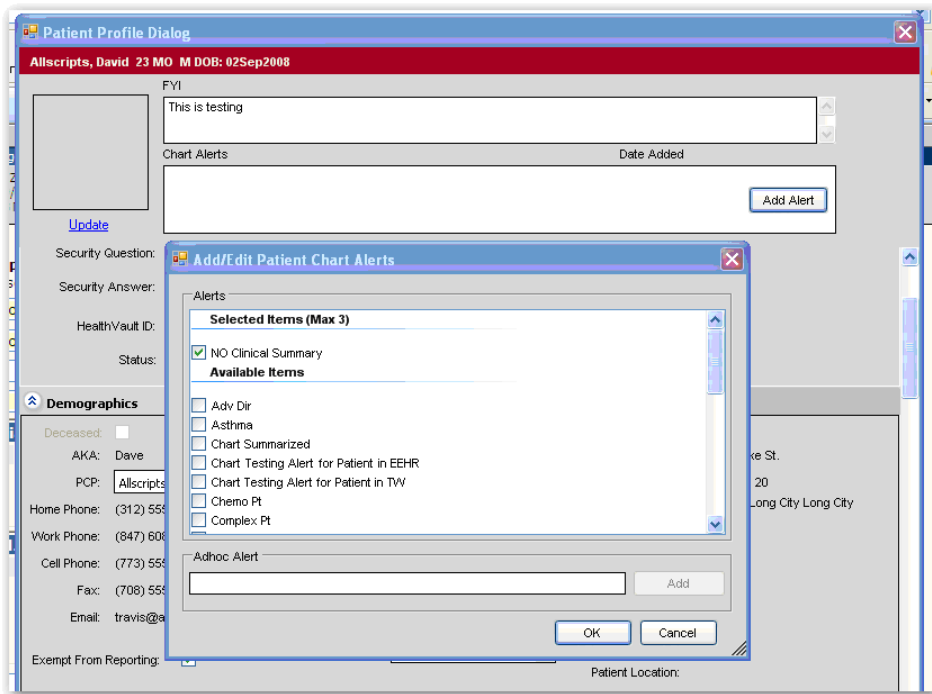 Patient Profile Dialog
Allscripts, David 23 MO M DOB: 02Sep2008
FYI
This is testing
Chart Alerts Date Added
Add Alert
Update
Security Question:
Security Answer:
HealthVault ID:
Status:
Add/Edit Patient Chart Alerts
Alerts
Selected Items (Max 3)
NO Clinical Summary
Available Items
Adv Dir
Asthma
Chart Summarized
Chart Testing Alert for Patient in EEHR
Chart Testing Alert for Patient in TW
Chemo Pt
Complex Pt
Adhoc Alert
Add
OK Cancel
Demographics
Deceased:
AKA: Dave ke St.
PCP: Allscripts 20
Home Phone: (312) 555 Long City Long City
Work Phone: (847) 608
Cell Phone: (773) 555
Fax: (708) 555
Email: travis@a
Exempt From Reporting:
Patient Location: